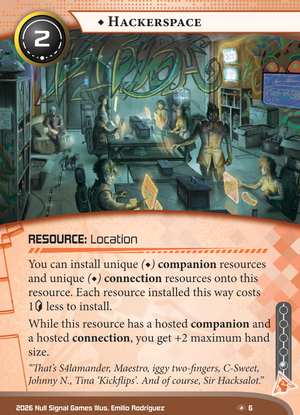 2
◆ Hackerspace
RESOURCE: Location
You can install unique (◆) companion resources
and unique (◆) connection resources onto this
resource. Each resource installed this way costs
1 less to install.
While this resource has a hosted companion and
a hosted connection, you get +2 maximum hand
size.
"That's S4lamander, Maestro, iggy two-fingers, C-Sweet,
Johnny N., Tina 'Kickflips'. And of course, Sir Hacksalot."
2026 Null Signal Games Illus. Emilio Rodríguez 6